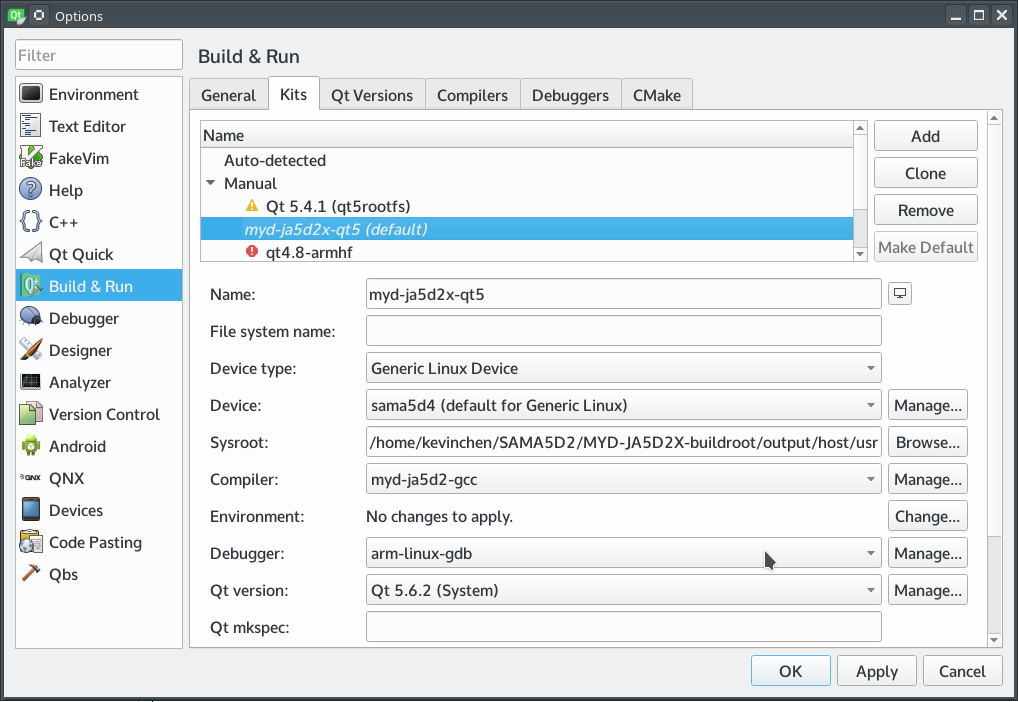 Options
Filter
Environment
Text Editor
FakeVim
Help
C++
Qt Quick
Build & Run
Debugger
Designer
Analyzer
Version Control
Android
QNX
Devices
Code Pasting
Qbs
Build & Run
General Kits Qt Versions Compilers Debuggers CMake
Name
Auto-detected
Manual
Qt 5.4.1 (qt5rootfs)
myd-ja5d2x-qt5 (default)
qt4.8-armhf
Add
Clone
Remove
Make Default
Name: myd-ja5d2x-qt5
File system name:
Device type: Generic Linux Device
Device: sama5d4 (default for Generic Linux) Manage...
Sysroot: /home/kevinchen/SAMA5D2/MYD-JA5D2X-buildroot/output/host/usr Browse...
Compiler: myd-ja5d2-gcc Manage...
Environment: No changes to apply. Change...
Debugger: arm-linux-gdb Manage...
Qt version: Qt 5.6.2 (System) Manage...
Qt mkspec:
OK Apply Cancel